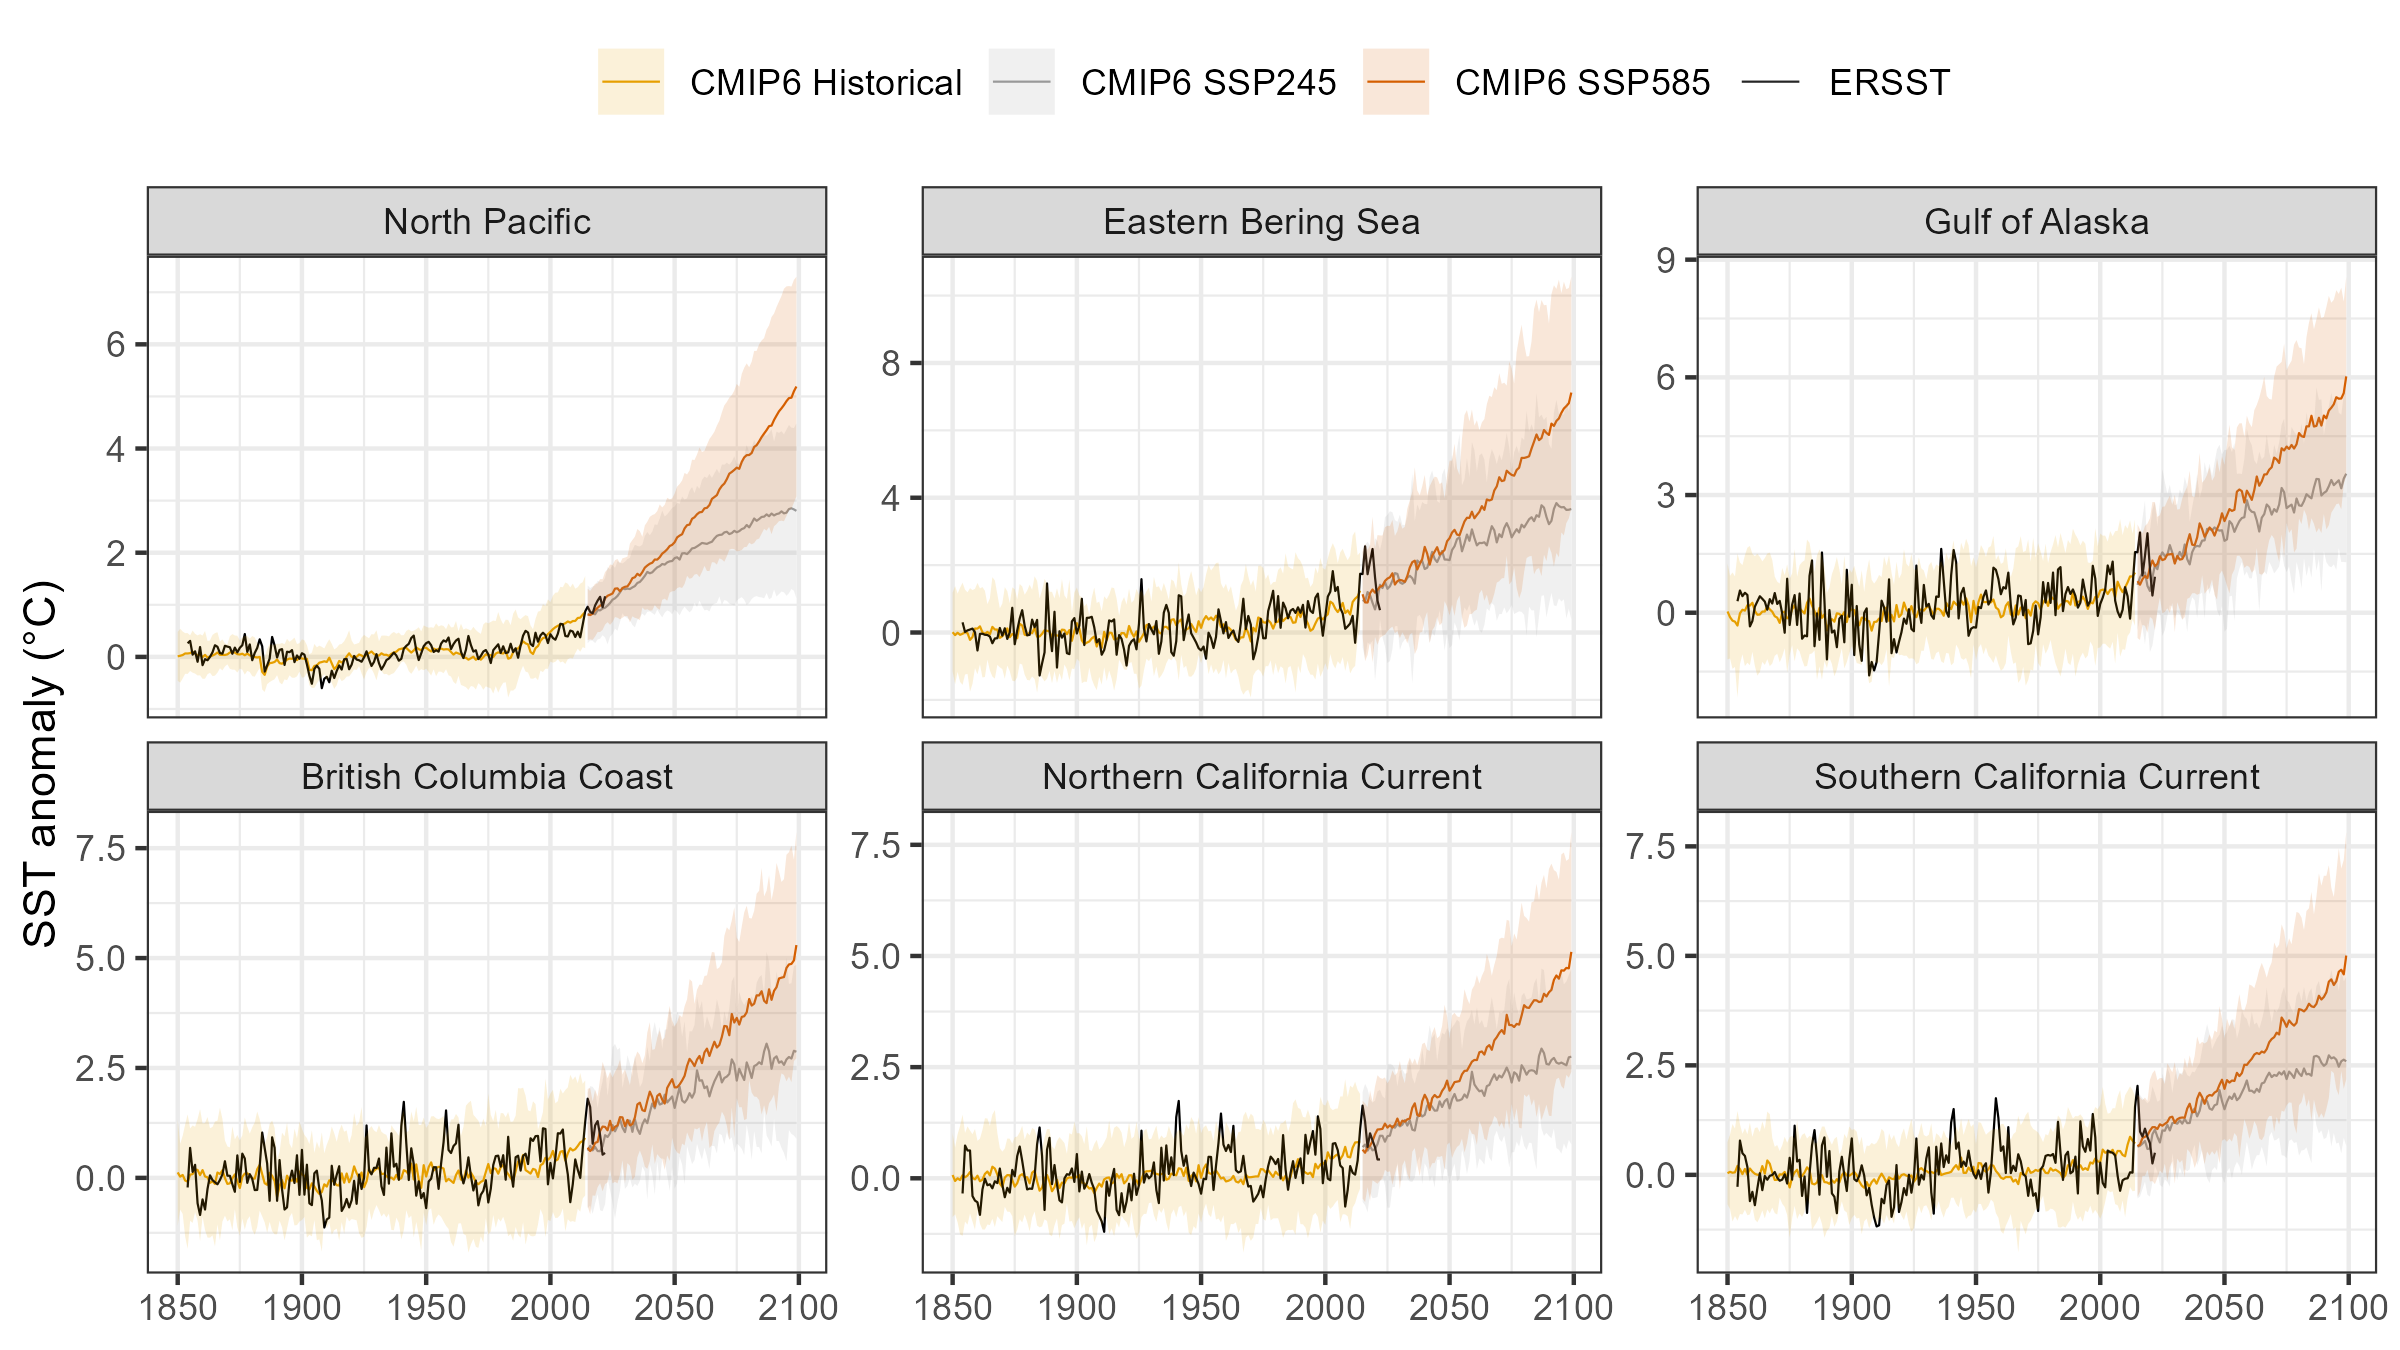 CMIP6 Historical CMIP6 SSP245 CMIP6 SSP585 ERSST
SST anomaly (°C)
North Pacific
6
4
2
0
Eastern Bering Sea
8
4
0
Gulf of Alaska
9
6
3
0
British Columbia Coast
7.5
5.0
2.5
0.0
1850 1900 1950 2000 2050 2100
Northern California Current
7.5
5.0
2.5
0.0
1850 1900 1950 2000 2050 2100
Southern California Current
7.5
5.0
2.5
0.0
1850 1900 1950 2000 2050 2100